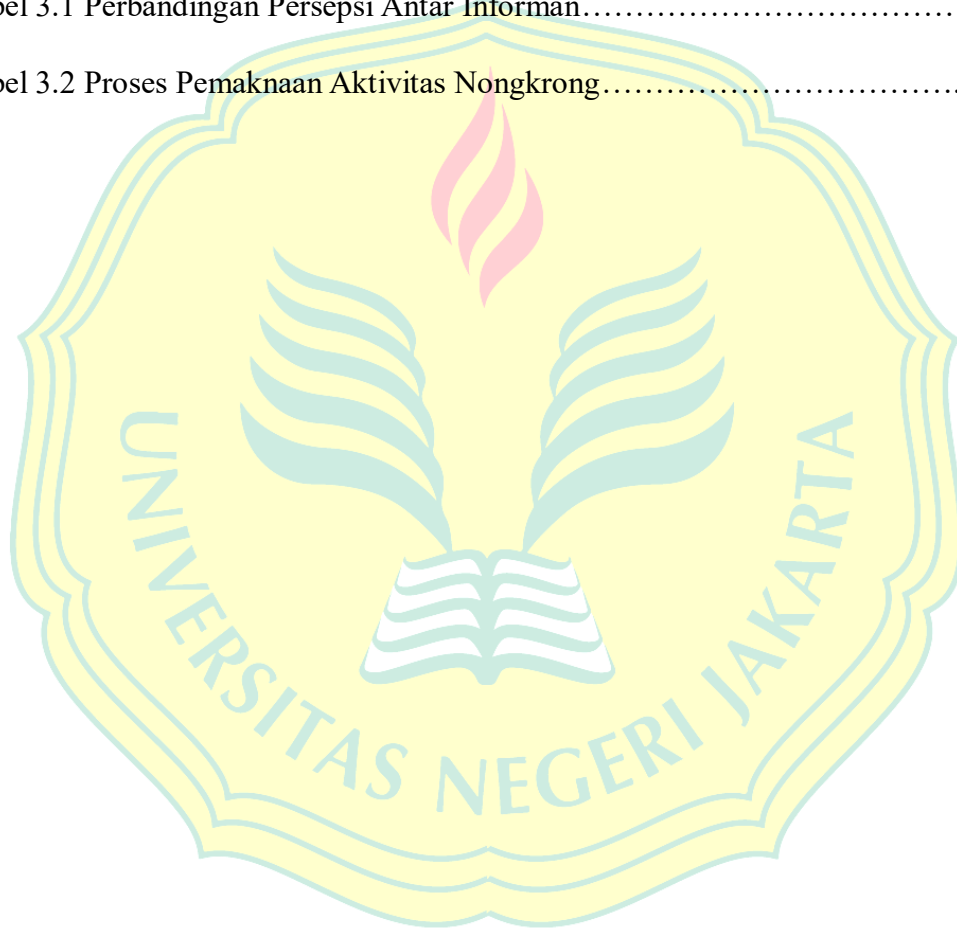 bel 3.1 Perbandingan Persepsi Antar Informan……………………………
bel 3.2 Proses Pemaknaan Aktivitas Nongkrong…………………………….
UNIVERSITAS NEGERI JAKARTA